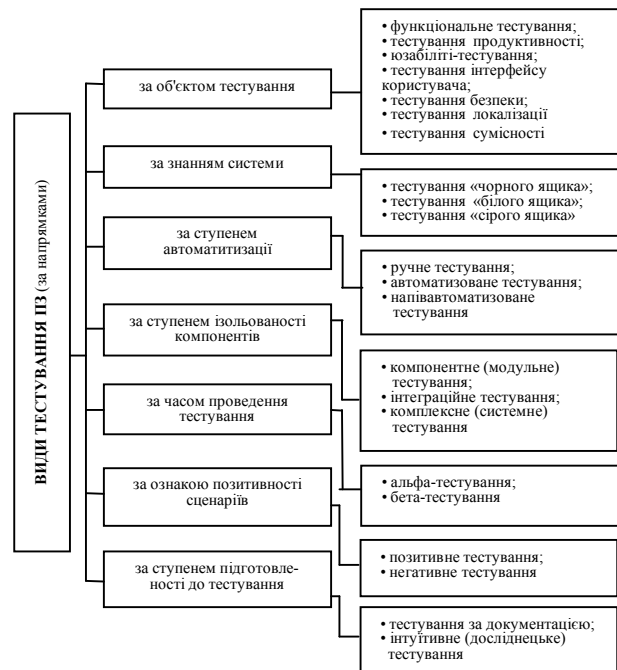 ВИДИ ТЕСТУВАННЯ ПЗ (за напрямками)
за об'єктом тестування
• функціональне тестування;
• тестування продуктивності;
• юзабіліті-тестування;
• тестування інтерфейсу
користувача;
• тестування безпеки;
• тестування локалізації
• тестування сумісності
за знанням системи
• тестування «чорного ящика»;
• тестування «білого ящика»;
• тестування «сірого ящика»
за ступенем
автоматитизації
• ручне тестування;
• автоматизоване тестування;
• напівавтоматизоване
тестування
за ступенем ізольованості
компонентів
• компонентне (модульне)
тестування;
• інтеграційне тестування;
• комплексне (системне)
тестування
за часом проведення
тестування
• альфа-тестування;
• бета-тестування
за ознакою позитивності
сценаріїв
• позитивне тестування;
• негативне тестування
за ступенем підготовле-
ності до тестування
• тестування за документацією;
• інтуїтивне (дослідницьке)
тестування